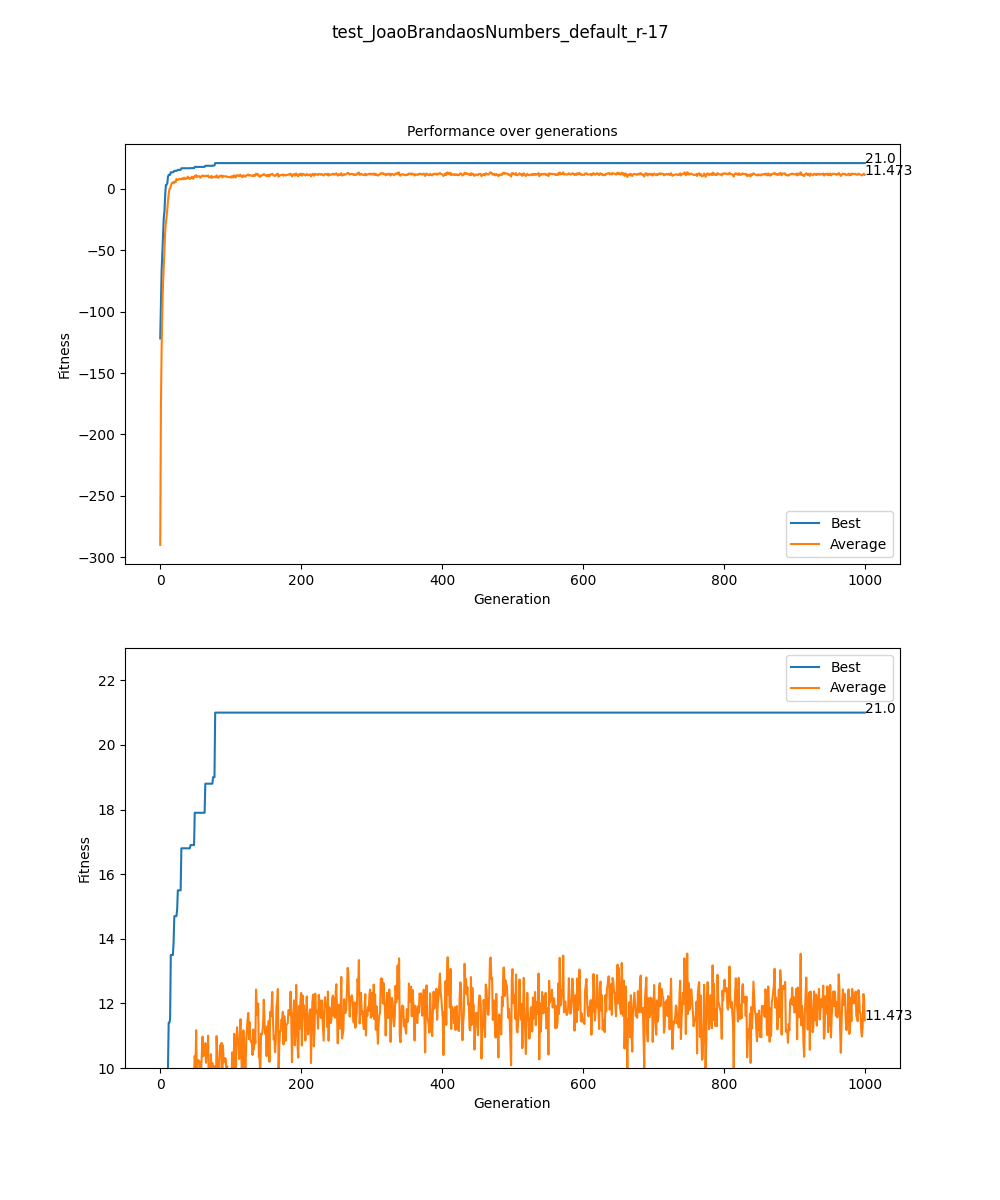 test_JoaoBrandaosNumbers_default_r-17
Performance over generations
Fitness
0
−50
−100
−150
−200
−250
−300
21.0
11.473
Best
Average
0 200 400 600 800 1000
Generation
Fitness
22
20
18
16
14
12
10
Best
Average
21.0
11.473
0 200 400 600 800 1000
Generation